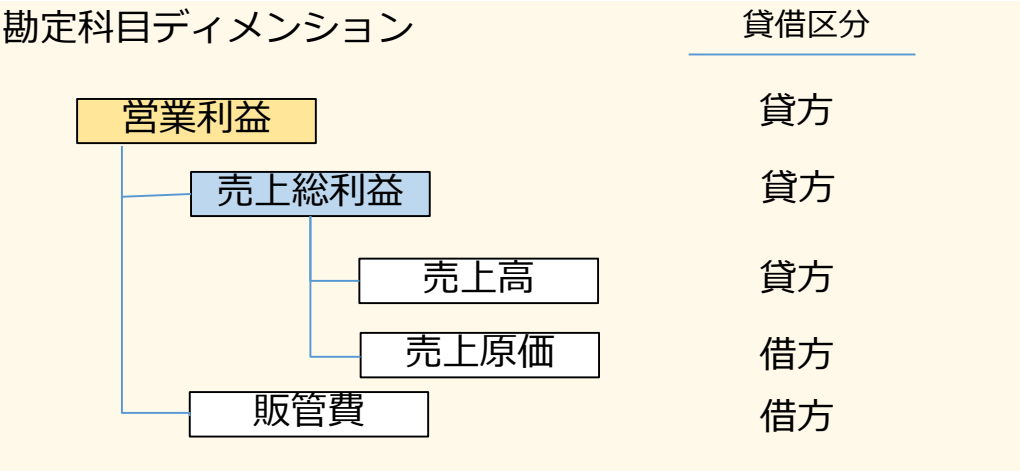 勘定科目ディメンション
貸借区分
営業利益
貸方
売上総利益
貸方
売上高
貸方
売上原価
借方
販管費
借方